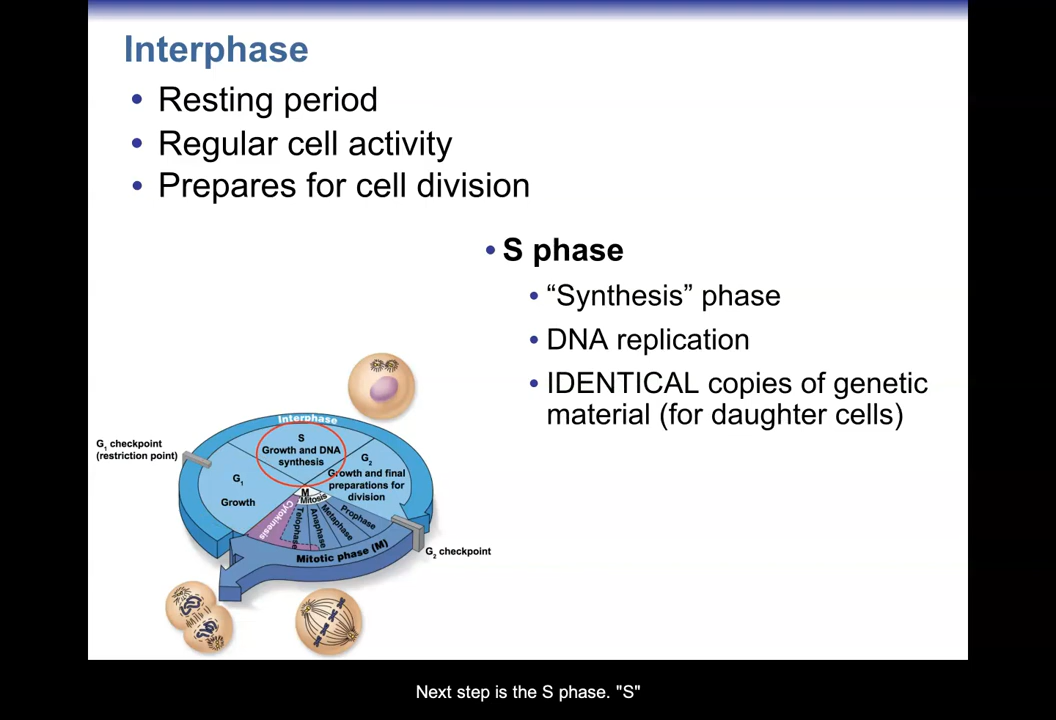 Interphase
• Resting period
• Regular cell activity
• Prepares for cell division
• S phase
• “Synthesis” phase
• DNA replication
• IDENTICAL copies of genetic
material (for daughter cells)
Interphase
S
Growth and DNA
synthesis
G1 checkpoint
(restriction point)
G1
Growth
G2
Growth and final
preparations for
division
M
Mitosis
Cytokinesis
Telophase
Anaphase
Metaphase
Prophase
Mitotic phase (M)
G2 checkpoint
Next step is the S phase. "S"